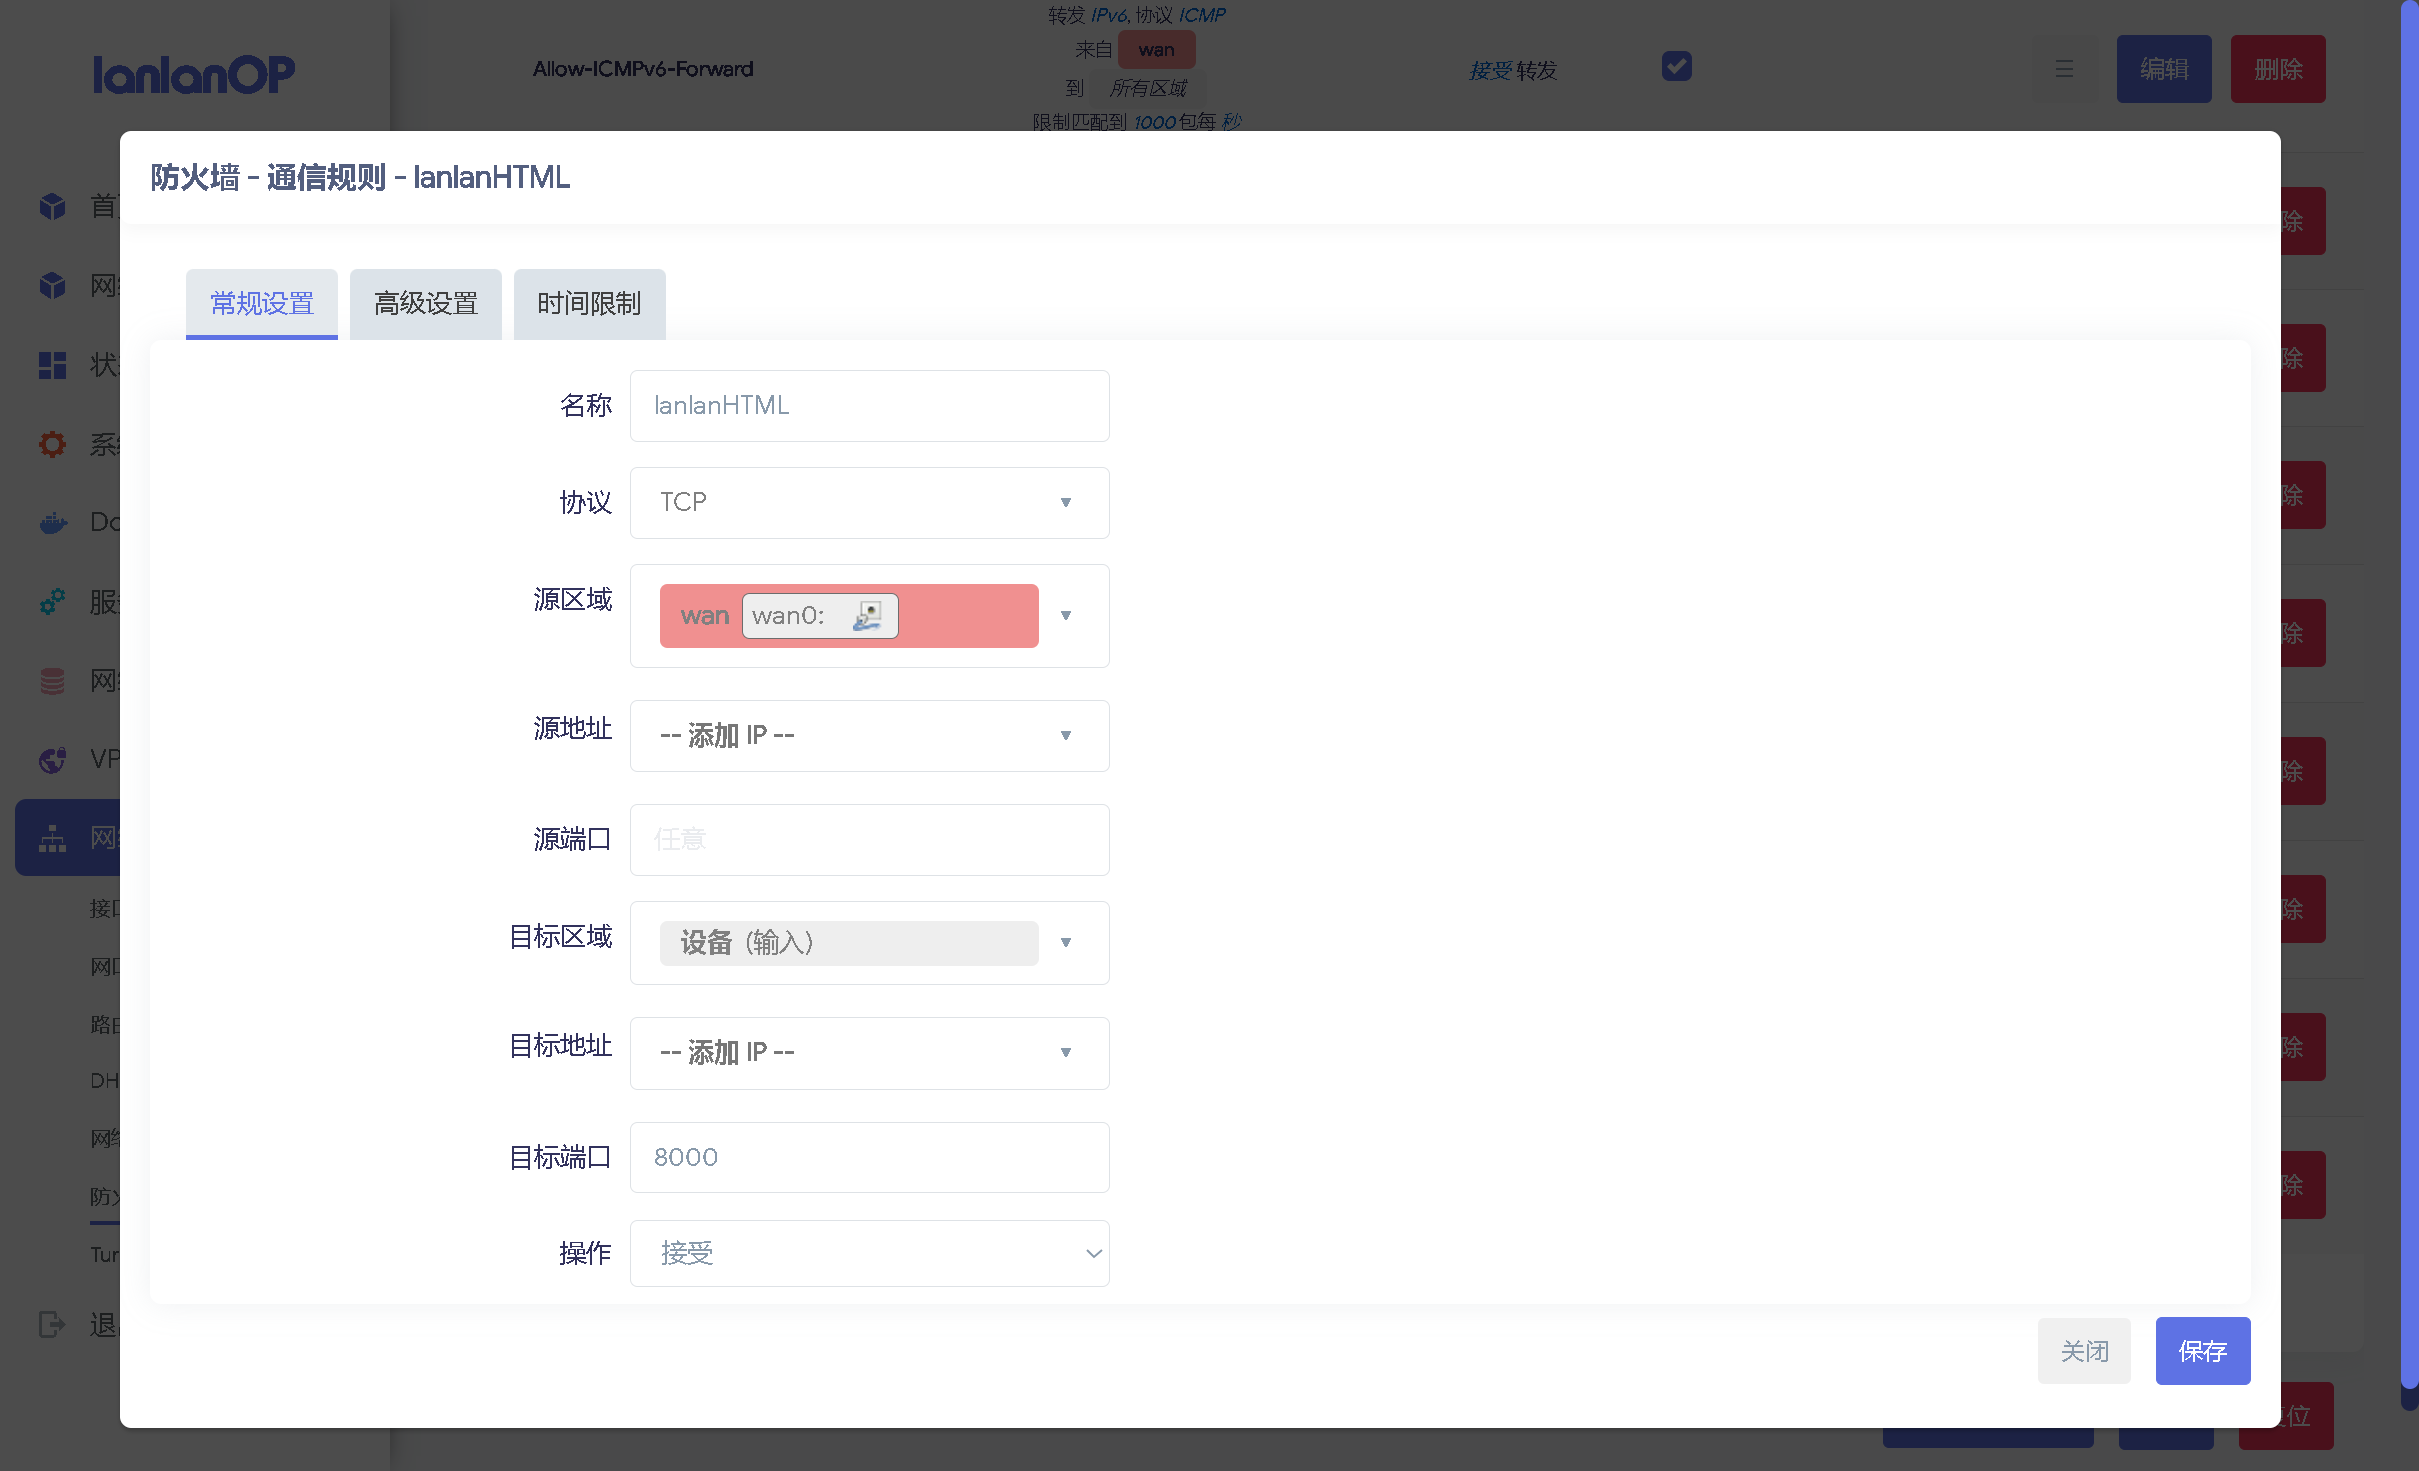 lanlanOP
Allow-ICMPv6-Forward
转发 IPv6, 协议 ICMP
来自 wan
到 所有区域
限制匹配到 1000 包每 秒
接受 转发
编辑
删除
防火墙 - 通信规则 - lanlanHTML
常规设置
高级设置
时间限制
名称
lanlanHTML
协议
TCP
源区域
wan wan0:
源地址
-- 添加 IP --
源端口
任意
目标区域
设备 (输入)
目标地址
-- 添加 IP --
目标端口
8000
操作
接受
关闭
保存
首
网
状
系
Do
服
网
VP
网
接口
网口
路由
DH
网络
防火
Tur
退
除
除
除
除
除
除
除
除
位